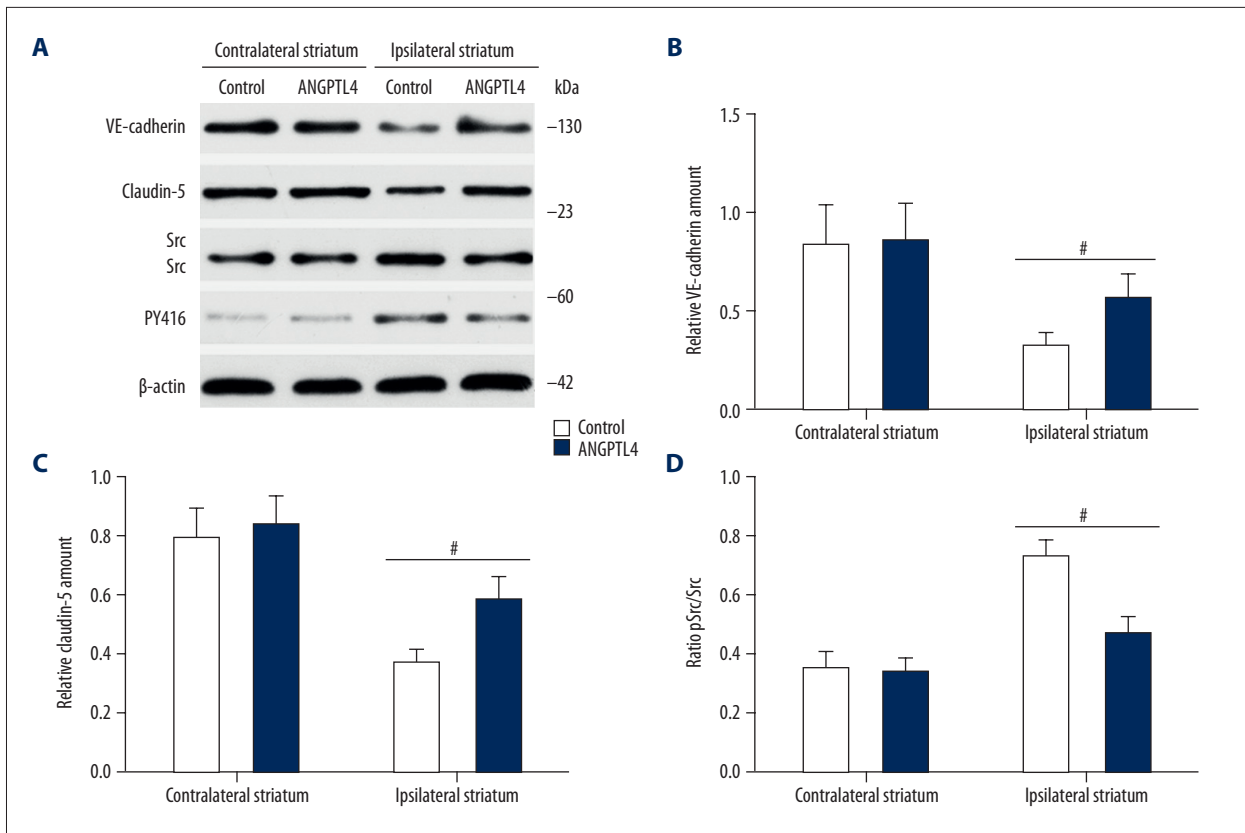 A
Contralateral striatum Ipsilateral striatum
Control ANGPTL4 Control ANGPTL4 kDa
VE-cadherin –130
Claudin-5
–23
Src
Src
–60
PY416
β-actin –42
Control
ANGPTL4
B
Relative VE-cadherin amount
1.5
1.0
0.5
0.0
#
Contralateral striatum Ipsilateral striatum
C
Relative claudin-5 amount
1.0
0.8
0.6
0.4
0.2
0.0
#
Contralateral striatum Ipsilateral striatum
D
Ratio pSrc/Src
1.0
0.8
0.6
0.4
0.2
0.0
#
Contralateral striatum Ipsilateral striatum